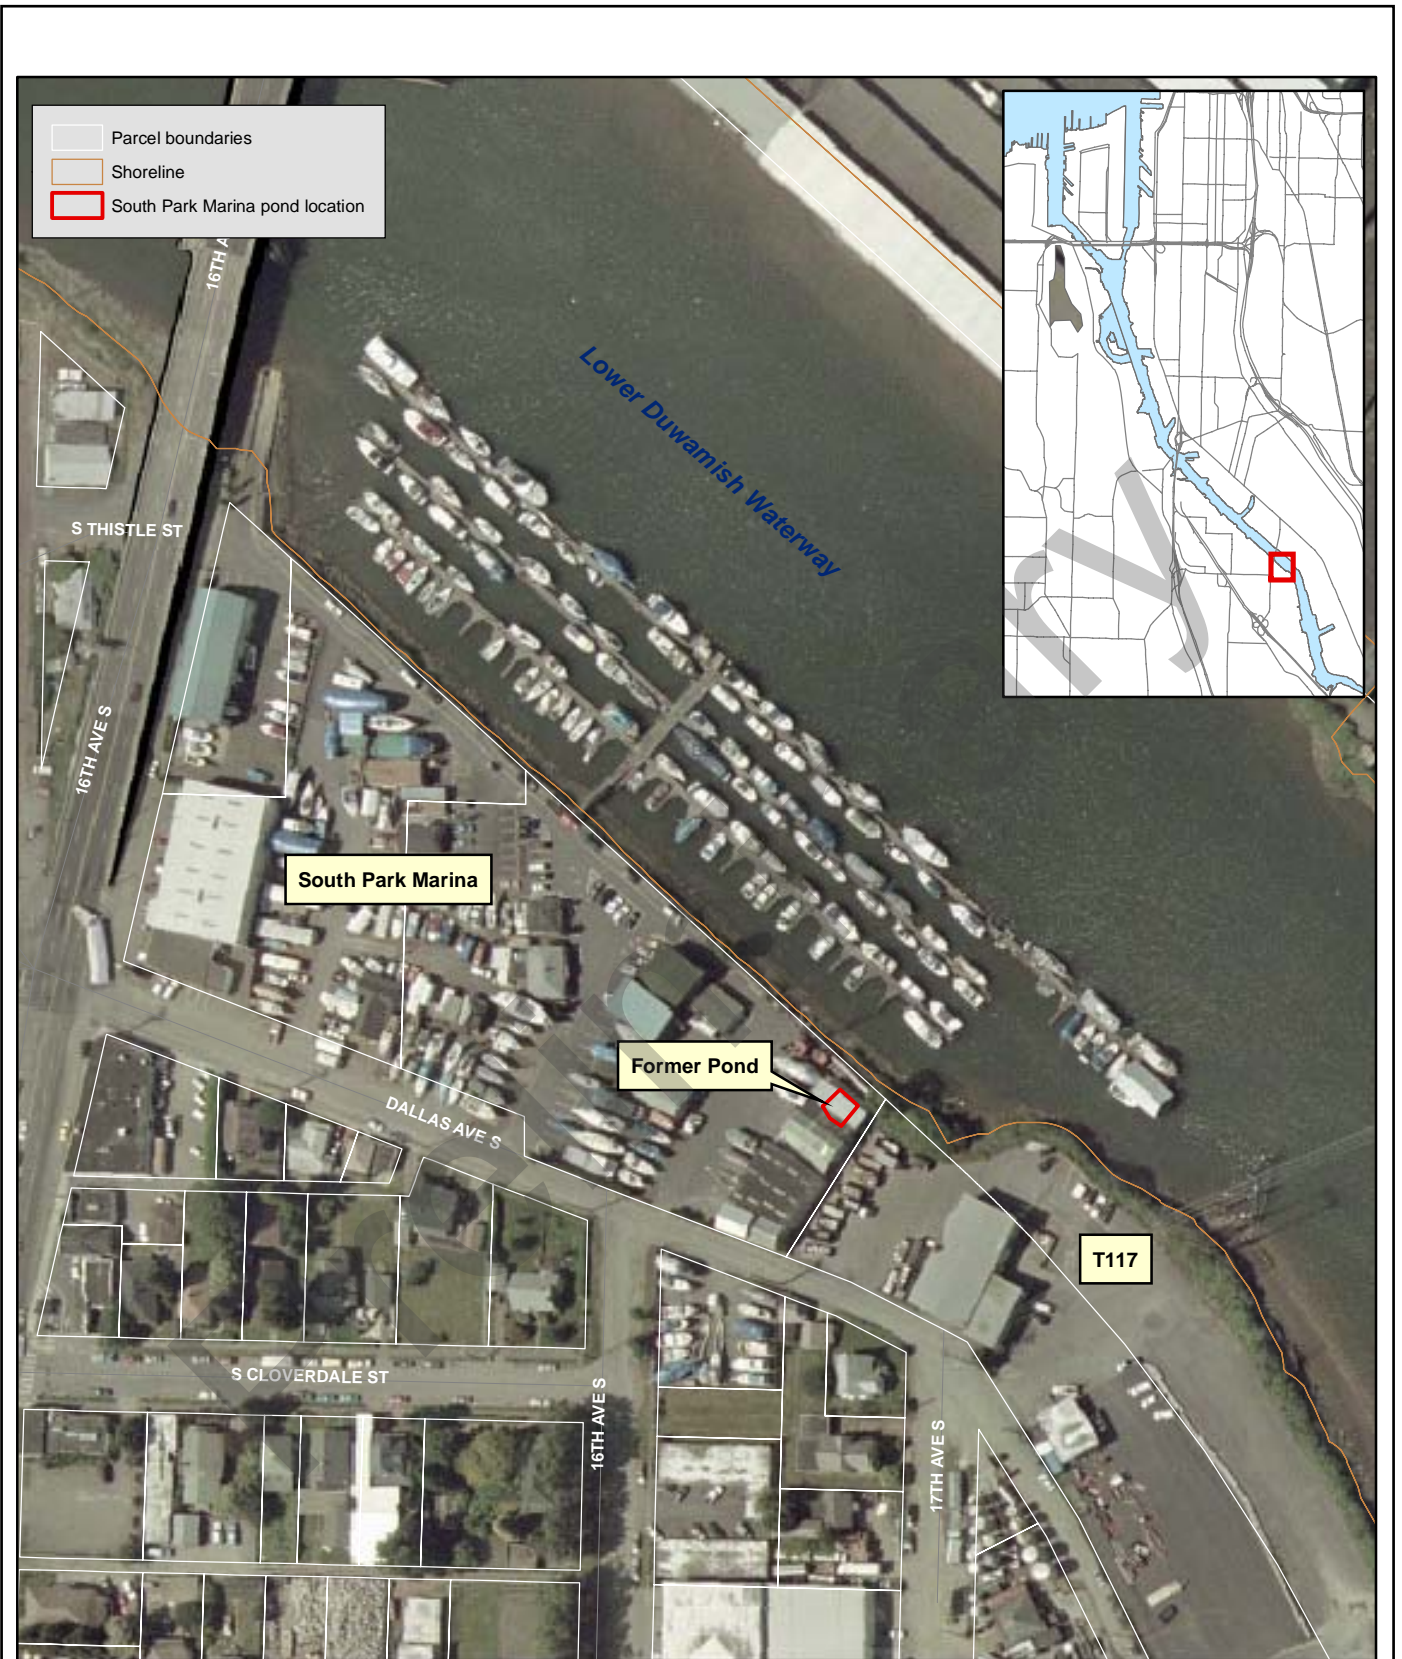 Parcel boundaries
Shoreline
South Park Marina pond location
16TH A
Lower Duwamish Waterway
S THISTLE ST
16TH AVE S
South Park Marina
Former Pond
DALLAS AVE S
T117
S CLOVERDALE ST
16TH AVE S
17TH AVE S